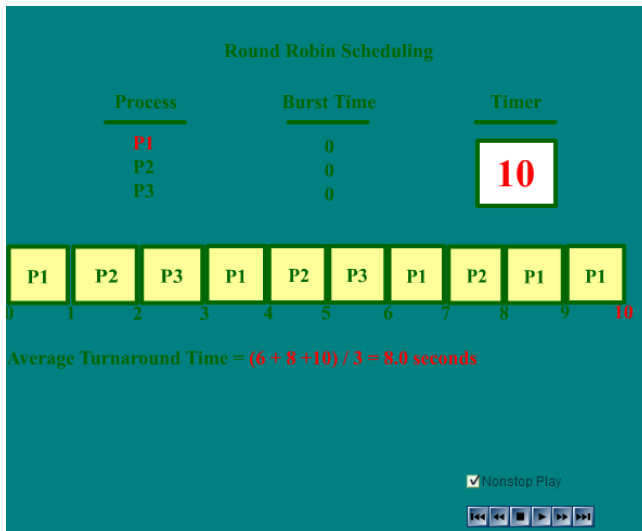 Round Robin Scheduling
Process Burst Time Timer
P1 0
P2 0
P3 0
10
P1 P2 P3 P1 P2 P3 P1 P2 P1 P1
0 1 2 3 4 5 6 7 8 9 10
Average Turnaround Time = (6 + 8 +10) / 3 = 8.0 seconds
Nonstop Play